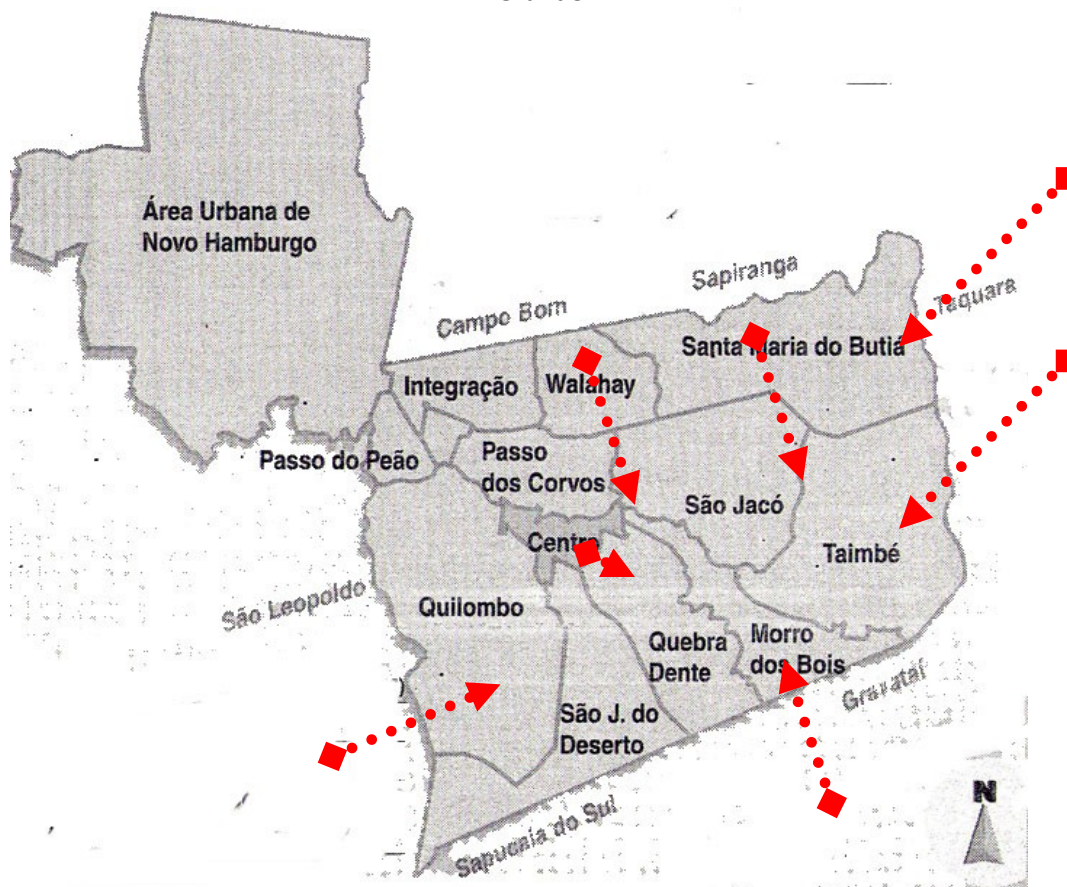 Área Urbana de
Novo Hamburgo
Sapiranga
Taquara
Campo Bom
Santa Maria do Butiá
Integração
Walahay
Passo do Peão
Passo
dos Corvos
São Jacó
Centro
Taimbé
São Leopoldo
Quilombo
Quebra
Dente
Morro
dos Bois
Gravataí
São J. do
Deserto
Sapucaia do Sul
N